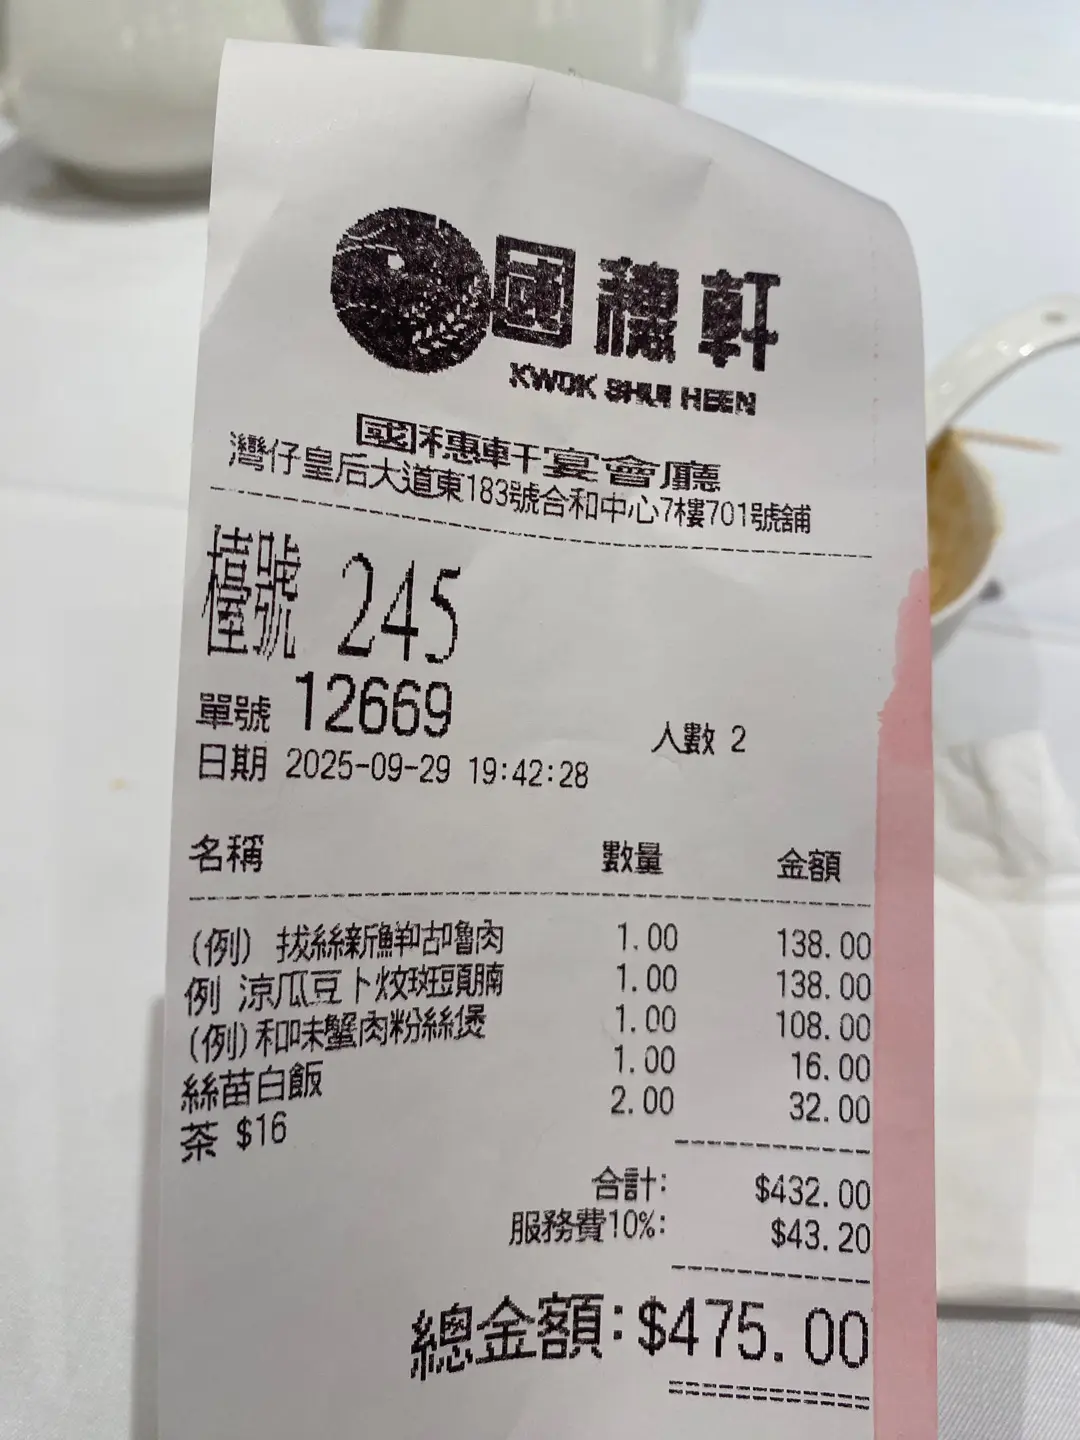 國穗軒
KWOK SHUI HEEN
國穗軒宴會廳
灣仔皇后大道東183號合和中心7樓701號舖
檯號 245
單號 12669 人數 2
日期 2025-09-29 19:42:28
名稱 數量 金額
(例) 拔絲新鮮咕嚕肉 1.00 138.00
例 涼瓜豆卜炆斑頭腩 1.00 138.00
(例)和味蟹肉粉絲煲 1.00 108.00
絲苗白飯 1.00 16.00
茶 $16 2.00 32.00
合計: $432.00
服務費10%: $43.20
總金額:$475.00